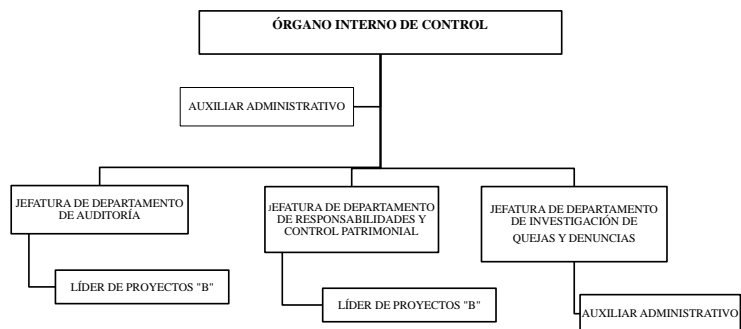 ÓRGANO INTERNO DE CONTROL
AUXILIAR ADMINISTRATIVO
JEFATURA DE DEPARTAMENTO
DE AUDITORÍA
JEFATURA DE DEPARTAMENTO
DE RESPONSABILIDADES Y
CONTROL PATRIMONIAL
JEFATURA DE DEPARTAMENTO
DE INVESTIGACIÓN DE
QUEJAS Y DENUNCIAS
LÍDER DE PROYECTOS "B"
LÍDER DE PROYECTOS "B"
AUXILIAR ADMINISTRATIVO